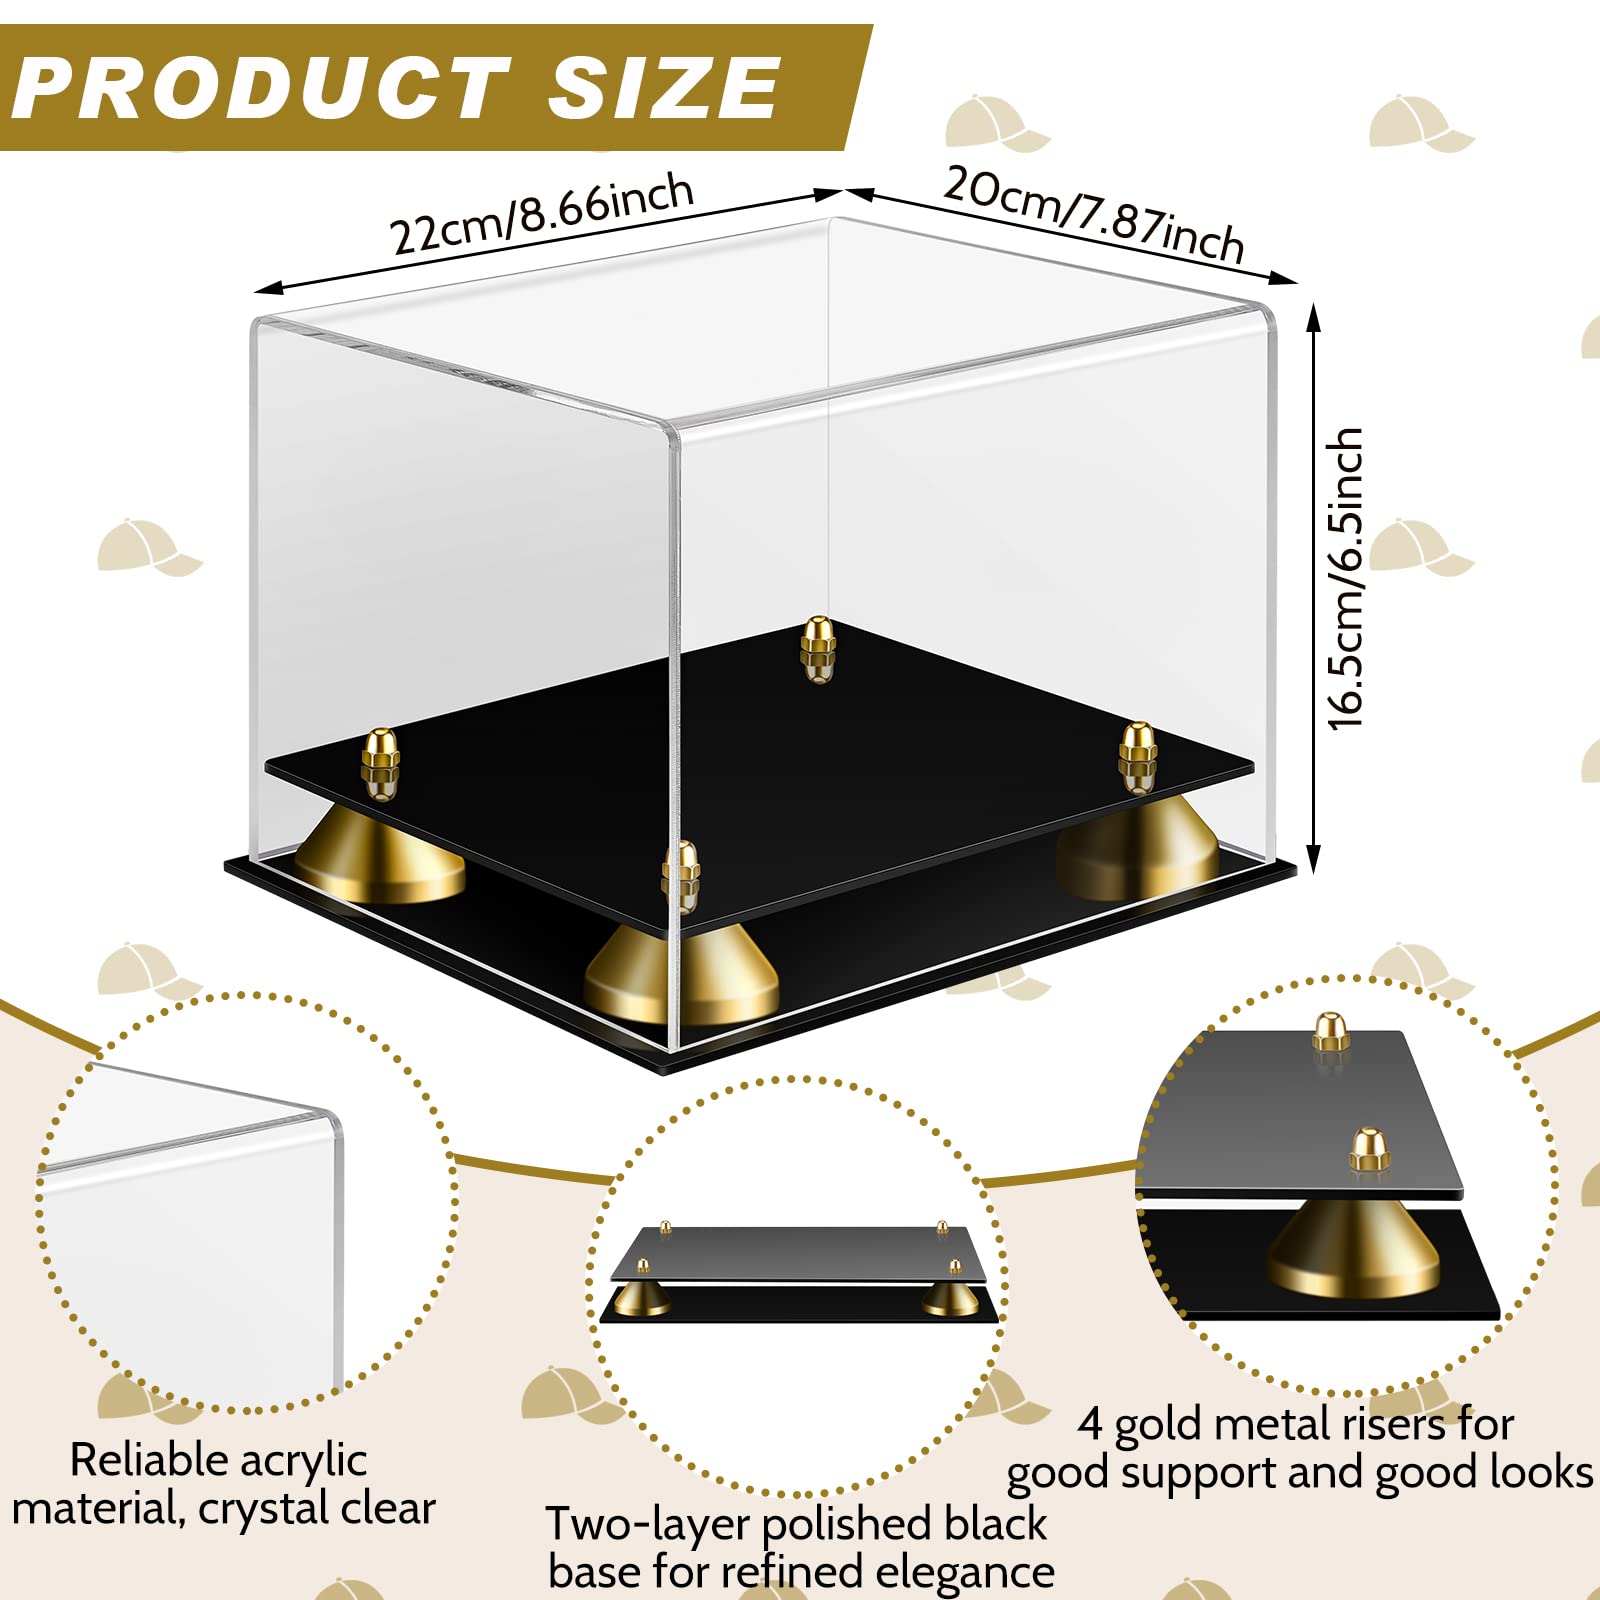 PRODUCT SIZE
22cm/8.66inch
20cm/7.87inch
16.5cm/6.5inch
Reliable acrylic
material, crystal clear
Two-layer polished black
base for refined elegance
4 gold metal risers for
good support and good looks